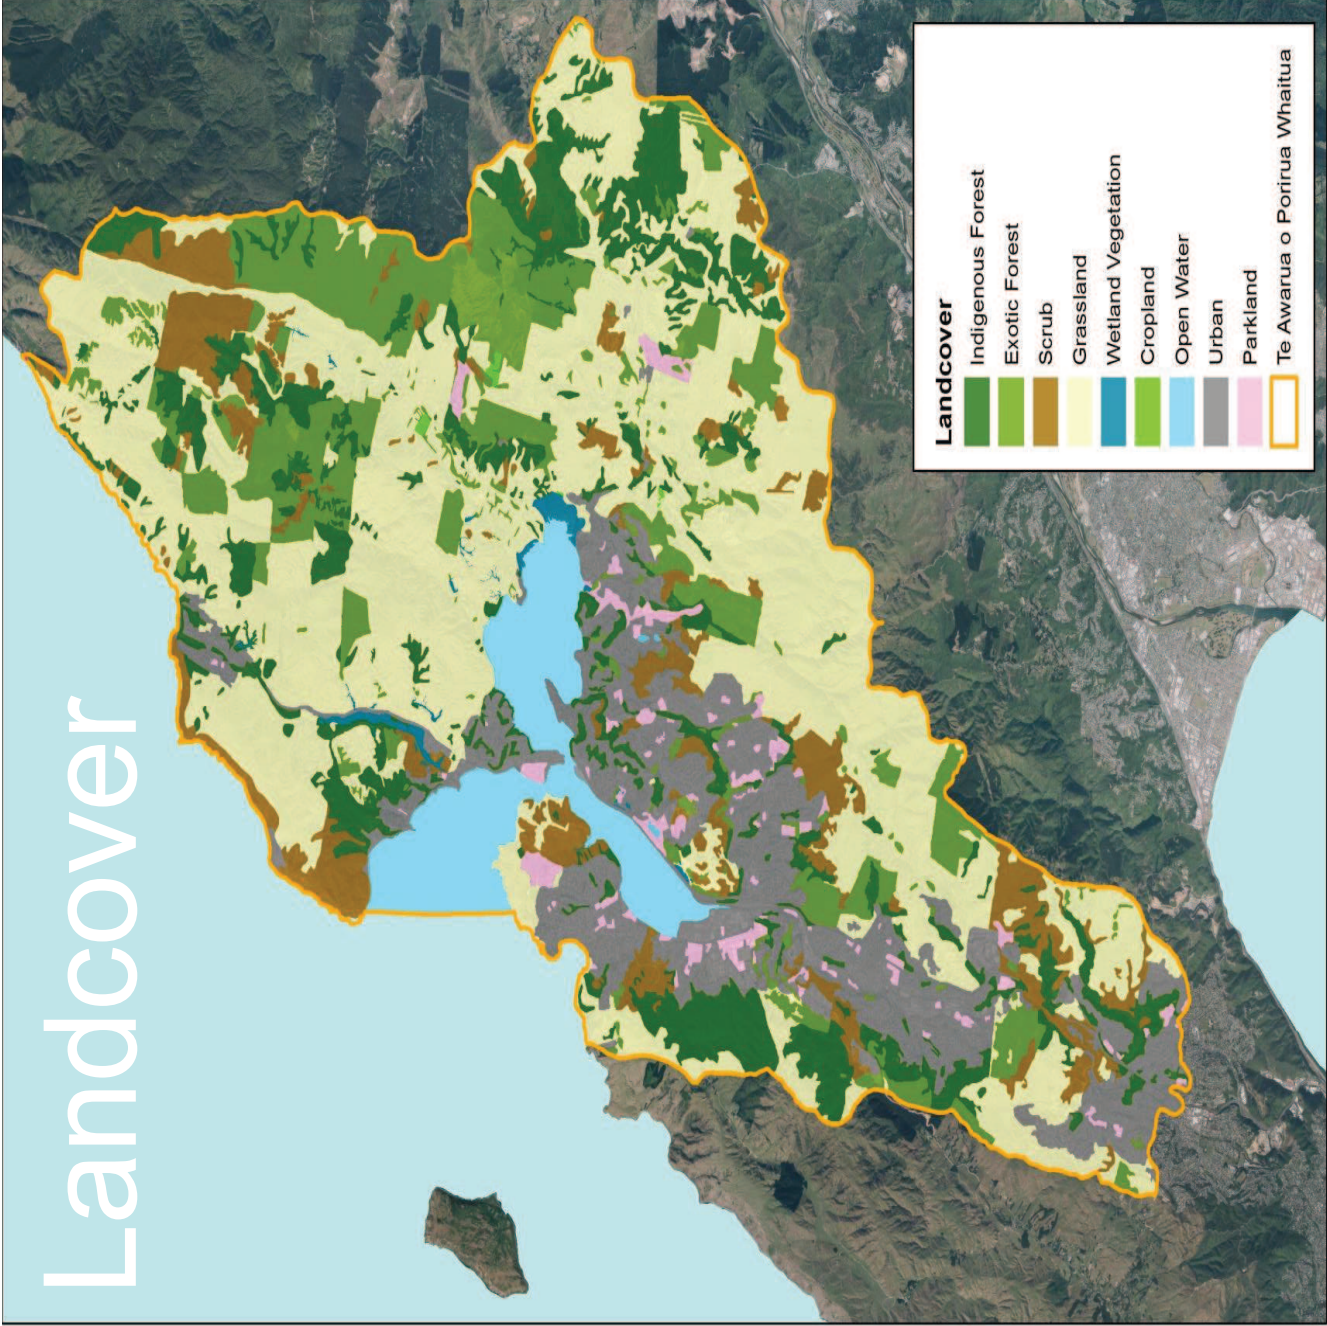 Landcover
Landcover
Indigenous Forest
Exotic Forest
Scrub
Grassland
Wetland Vegetation
Cropland
Open Water
Urban
Parkland
Te Awarua o Porirua Whaitua